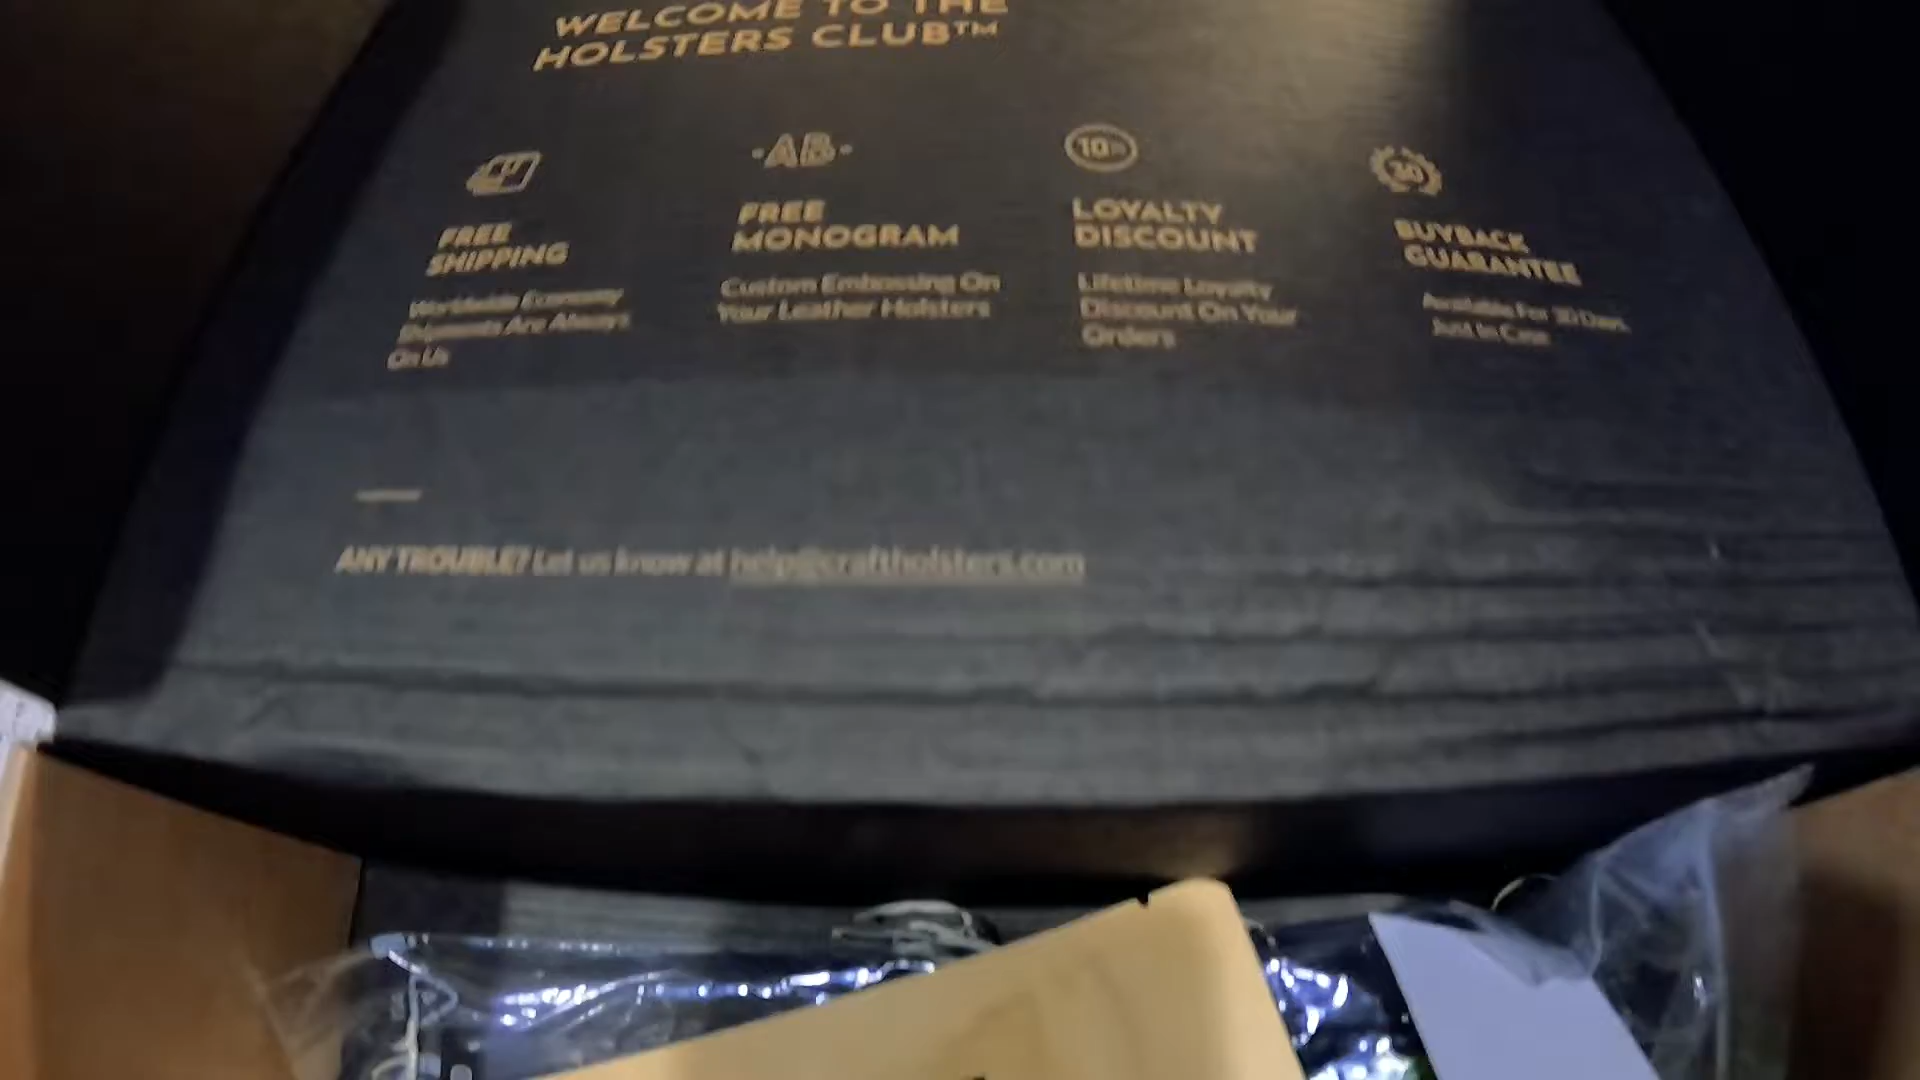 WELCOME TO THE
HOLSTERS CLUB™
-AB-
10%
30
FREE
SHIPPING
Worldwide Economy
Shipments Are Always
On Us
FREE
MONOGRAM
Custom Embossing On
Your Leather Holsters
LOYALTY
DISCOUNT
Lifetime Loyalty
Discount On Your
Orders
BUYBACK
GUARANTEE
Available For 30 Days,
Just In Case
ANY TROUBLE? Let us know at help@craftholsters.com